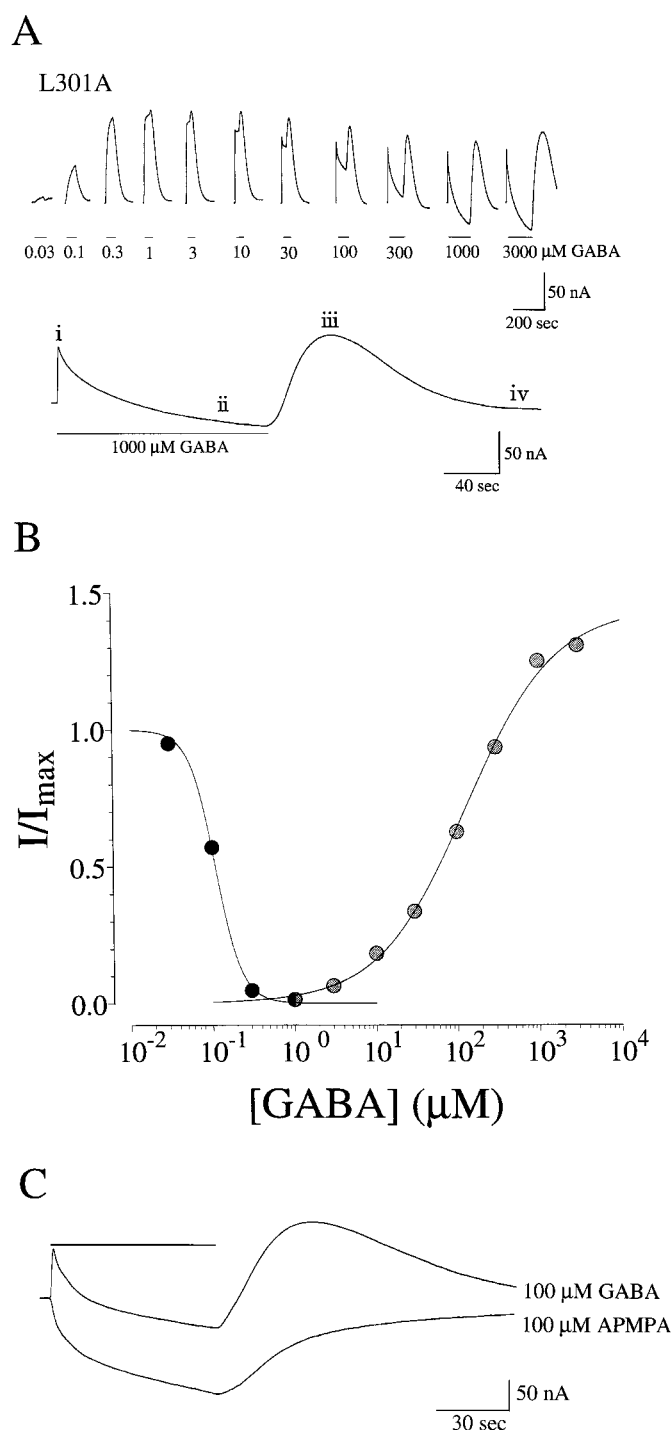 A
L301A
0.03 0.1 0.3 1 3 10 30 100 300 1000 3000 μM GABA
50 nA
200 sec
i
ii
iii
iv
1000 μM GABA
50 nA
40 sec
B
1.5
1.0
0.5
0.0
I/Imax
10-2 10-1 10 0 101 102 103 104
[GABA] (μM)
C
100 μM GABA
100 μM APMPA
50 nA
30 sec